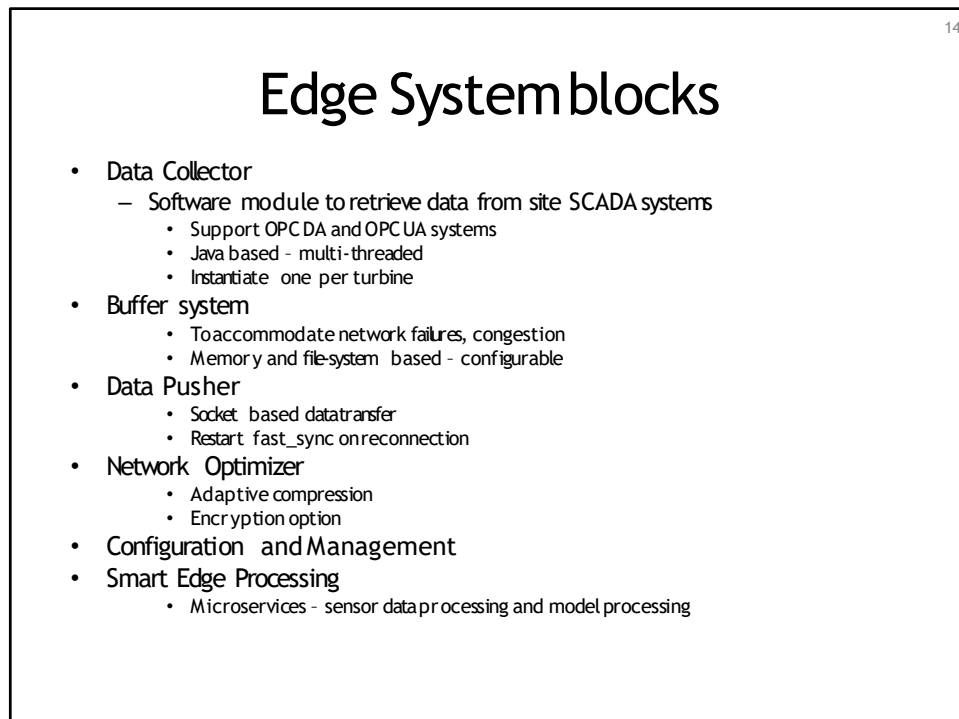 14
Edge System blocks
• Data Collector
– Software module to retrieve data from site SCADA systems
• Support OPC DA and OPC UA systems
• Java based – multi-threaded
• Instantiate one per turbine
• Buffer system
• To accommodate network failures, congestion
• Memory and file-system based – configurable
• Data Pusher
• Socket based data transfer
• Restart fast_sync on reconnection
• Network Optimizer
• Adaptive compression
• Encryption option
• Configuration and Management
• Smart Edge Processing
• Microservices – sensor data processing and model processing